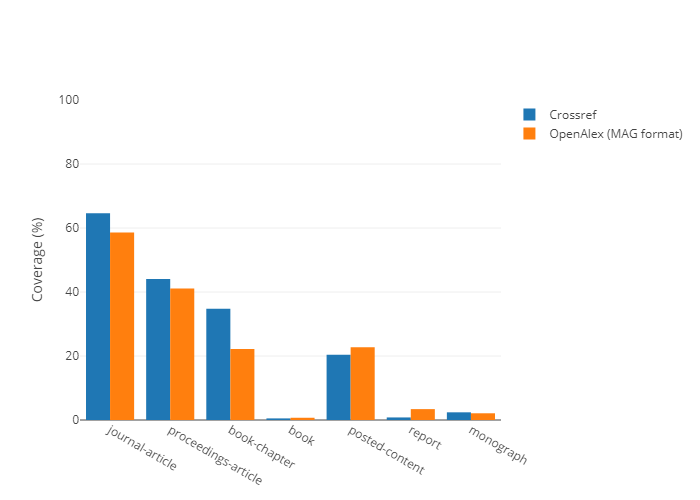 100
80
60
40
20
0
Coverage (%)
journal-article
proceedings-article
book-chapter
book
posted-content
report
monograph
Crossref
OpenAlex (MAG format)